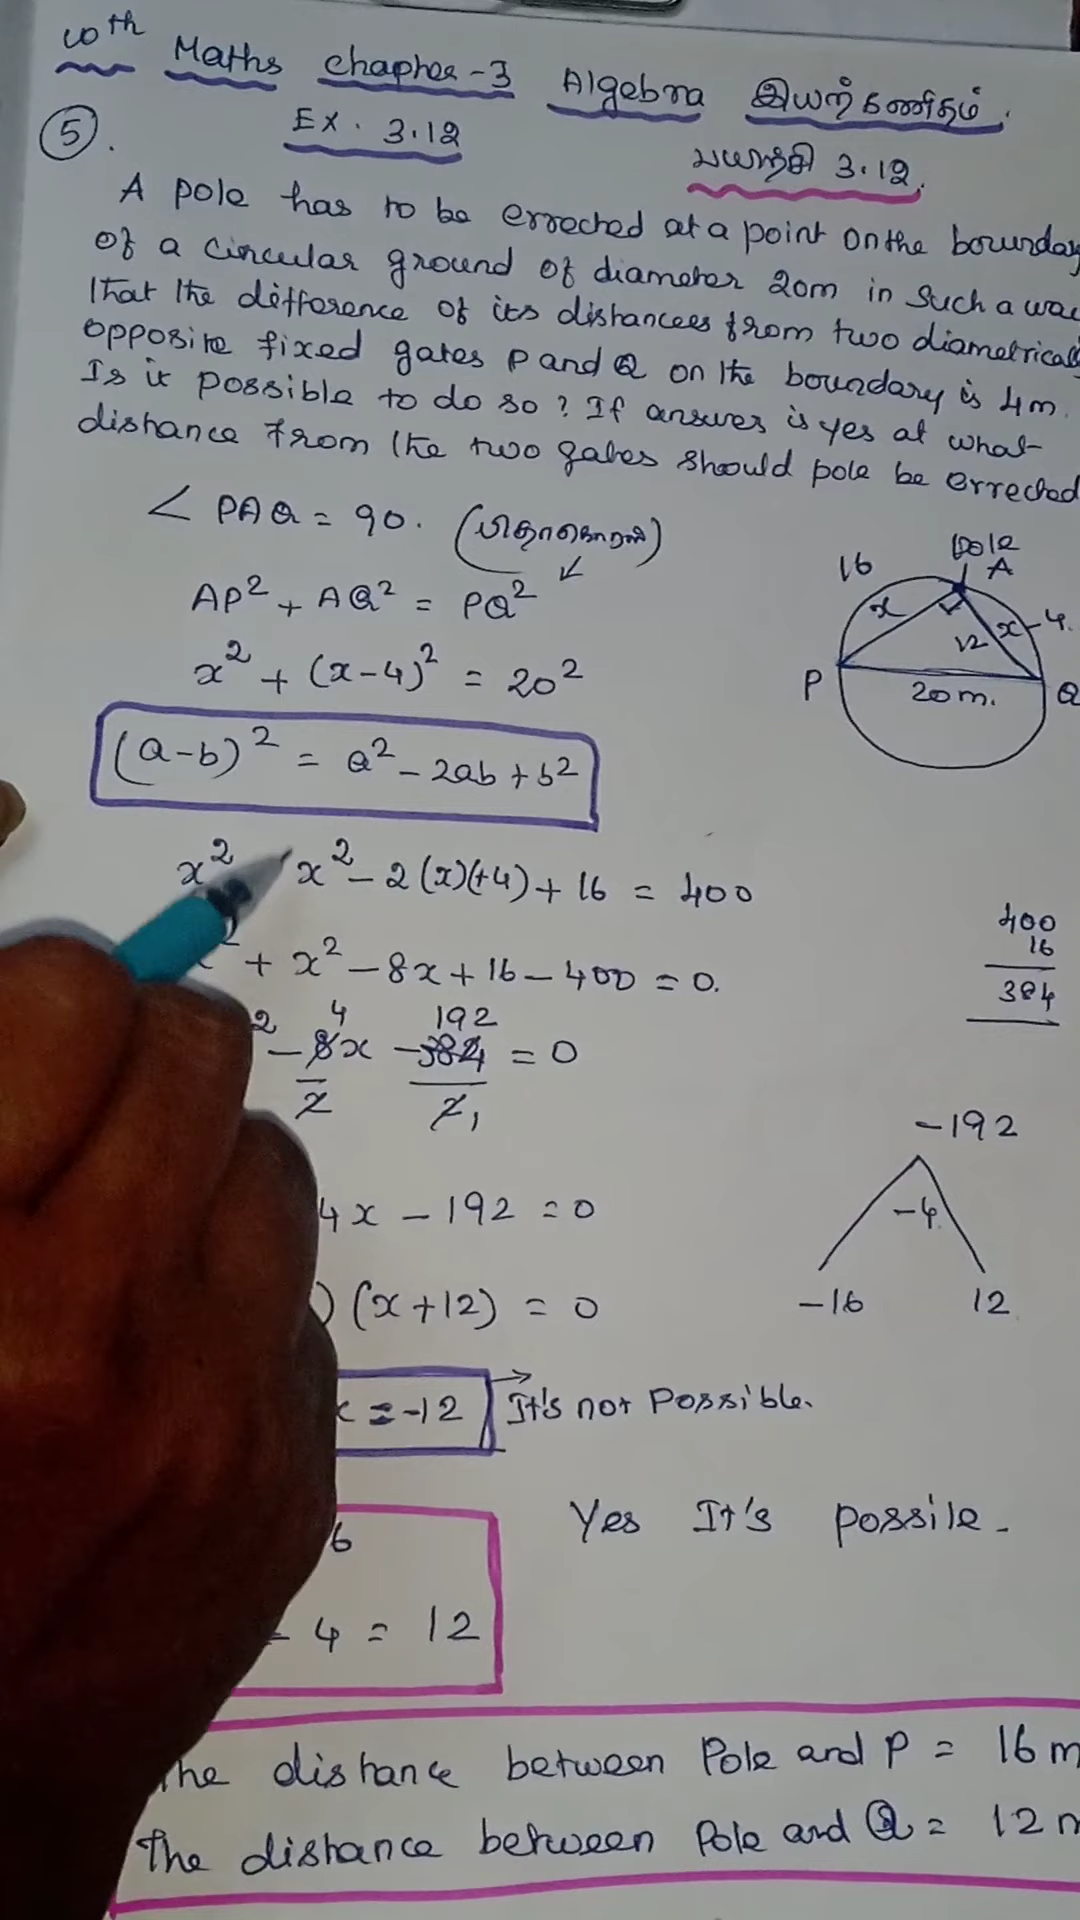 10th Maths Chapter-3 Algebra இயற்கணிதம்.
Ex. 3.12
பயிற்சி 3.12.
5.
A pole has to be errected at a point on the boundary
of a circular ground of diameter 20m in such a way
that the difference of its distancees from two diametrically
opposite fixed gates P and Q on the boundary is 4m.
Is it possible to do so? If answer is yes at what
distance from the two gates should pole be errected
∠ PAQ = 90.
AP² + AQ² = PQ²
x² + (x-4)² = 20²
(a-b)² = a² - 2ab + b²
Pole
16 A
x x-4.
12
P Q
20m.
x² x² - 2(x)(+4) + 16 = 400
+ x² - 8x + 16 - 400 = 0.
400
16
384
4 192
2 - 8x - 384 = 0
2 2 1
4x - 192 = 0
-192
-4
-16 12
) (x+12) = 0
x = -12 It's not Possible.
6
Yes It's possile.
- 4 = 12
The distance between Pole and P = 16 m
The distance between Pole and Q = 12 m